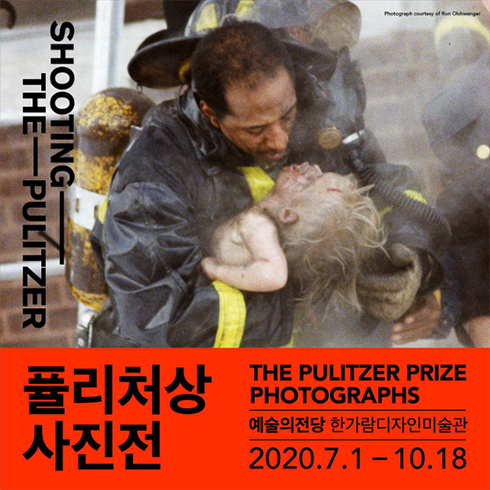 Photograph courtesy of Ron Olshwanger
SHOOTING
THE PULITZER
퓰리처상
사진전
THE PULITZER PRIZE
PHOTOGRAPHS
예술의전당 한가람디자인미술관
2020.7.1 – 10.18